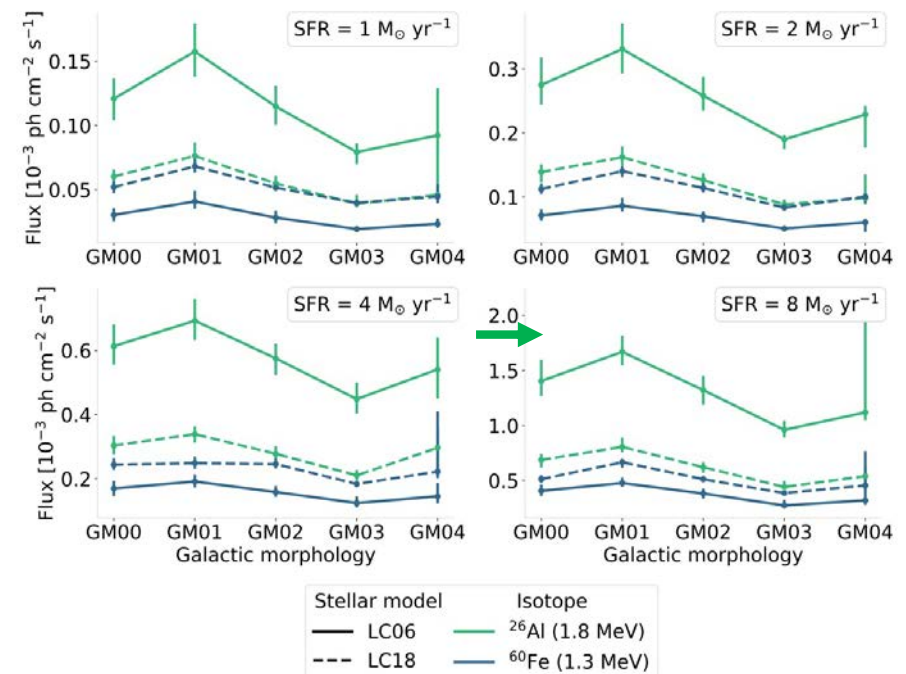 Flux [10⁻³ ph cm⁻² s⁻¹]
SFR = 1 M⊙ yr⁻¹
0.15
0.10
0.05
GM00 GM01 GM02 GM03 GM04
SFR = 2 M⊙ yr⁻¹
0.3
0.2
0.1
GM00 GM01 GM02 GM03 GM04
Flux [10⁻³ ph cm⁻² s⁻¹]
SFR = 4 M⊙ yr⁻¹
0.6
0.4
0.2
GM00 GM01 GM02 GM03 GM04
Galactic morphology
SFR = 8 M⊙ yr⁻¹
2.0
1.5
1.0
0.5
GM00 GM01 GM02 GM03 GM04
Galactic morphology
Stellar model Isotope
LC06 ²⁶Al (1.8 MeV)
LC18 ⁶⁰Fe (1.3 MeV)